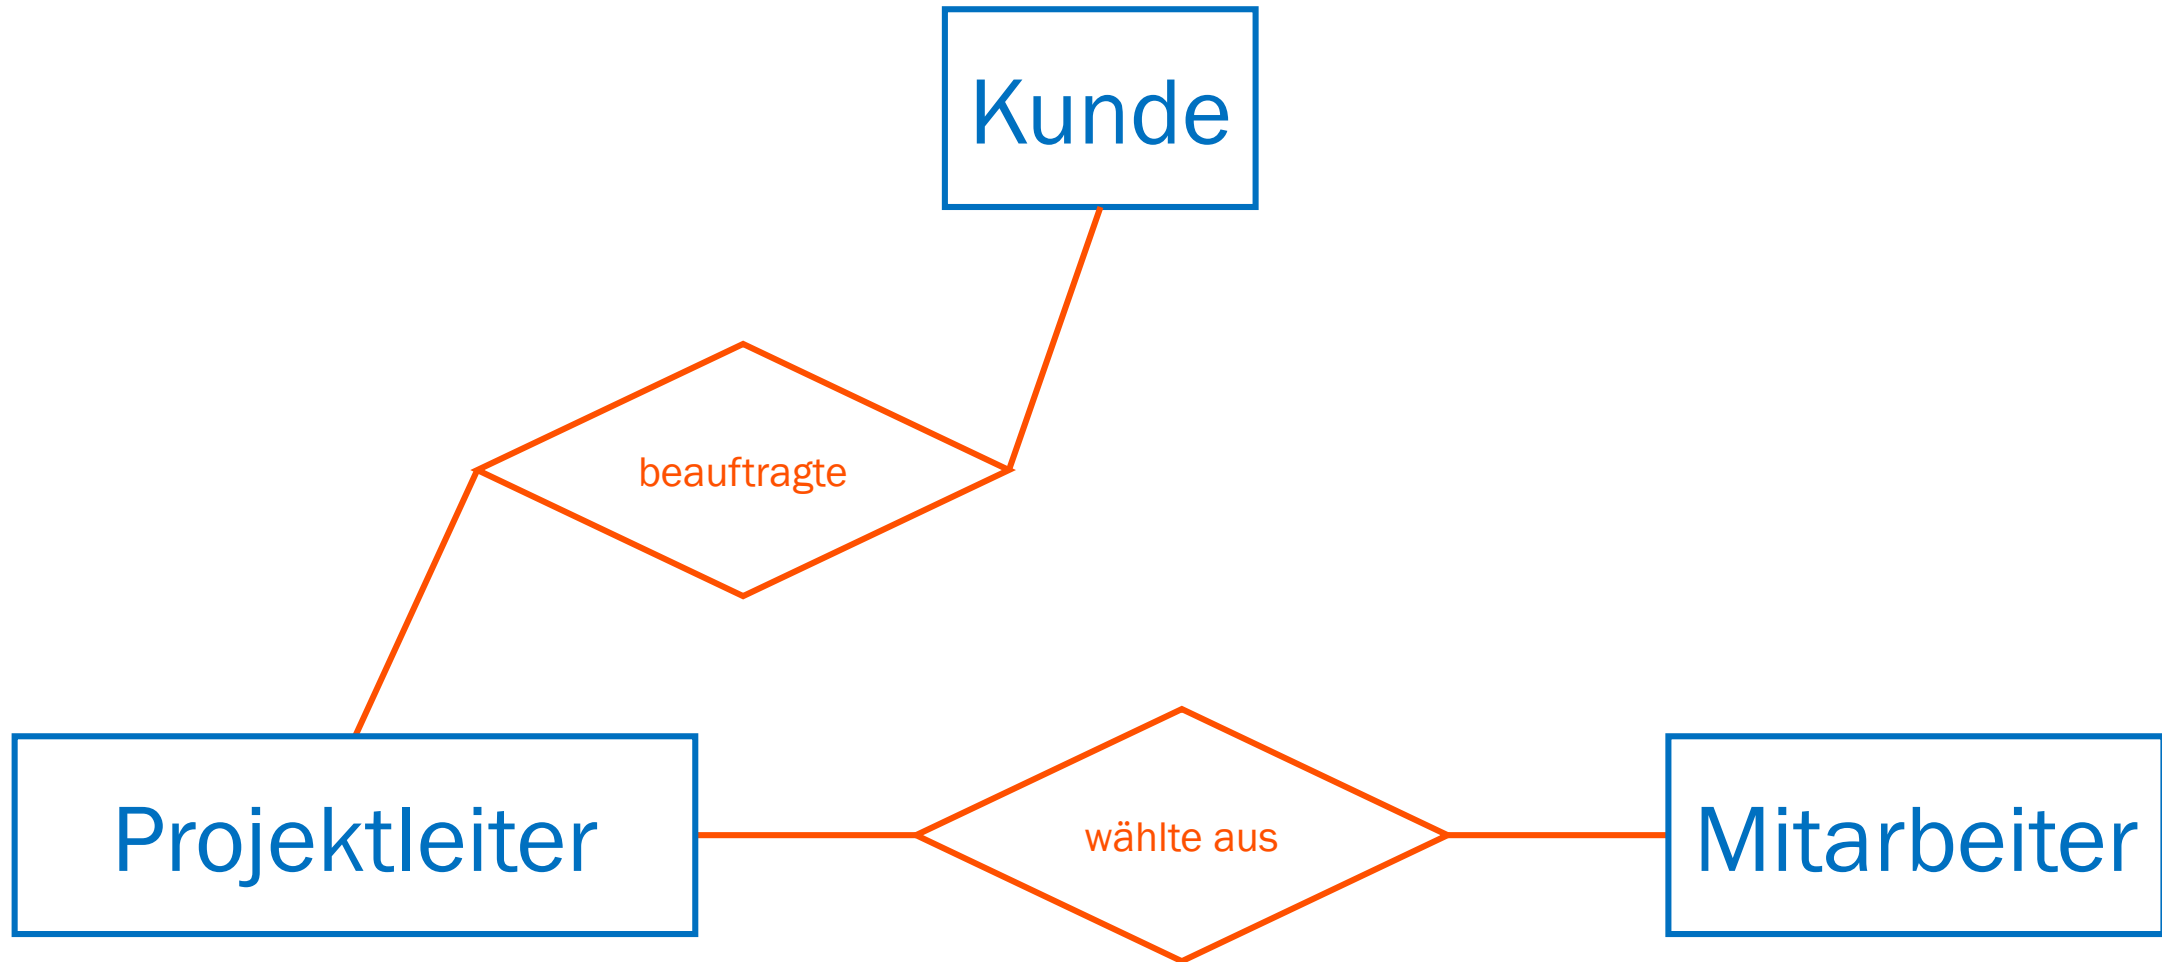 Kunde
beauftragte
Projektleiter
wählte aus
Mitarbeiter